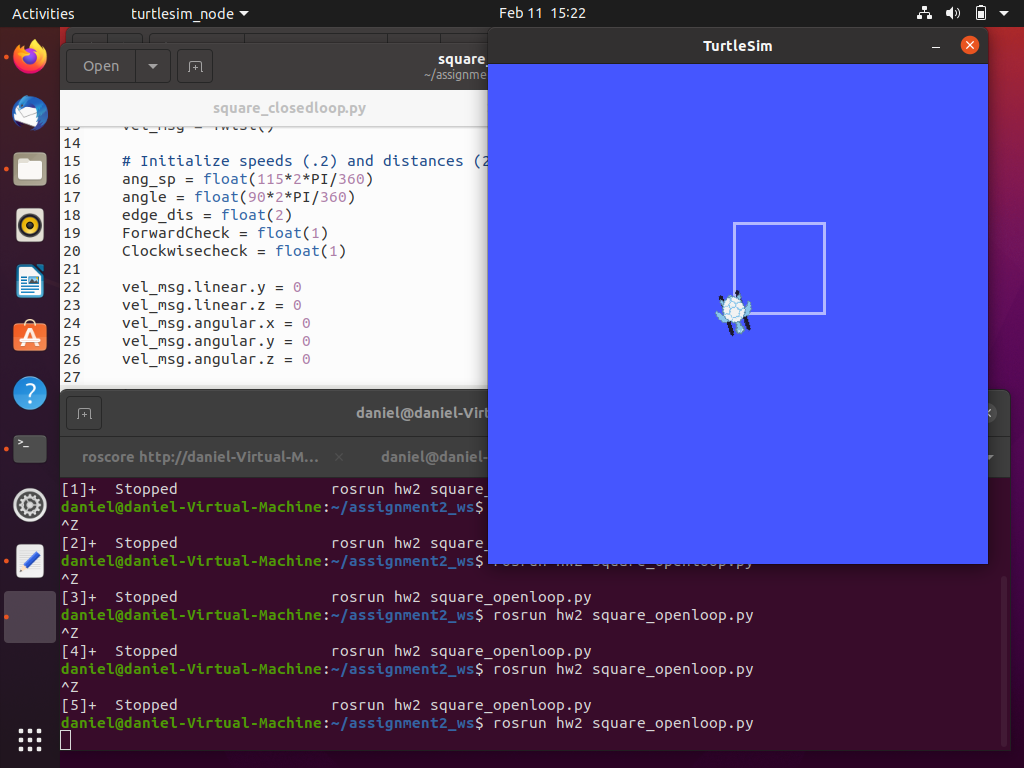 Activities
turtlesim_node
Feb 11 15:22
Open
square_
~/assignme
TurtleSim
square_closedloop.py
13 vel_msg = Twist()
14
15 # Initialize speeds (.2) and distances (2
16 ang_sp = float(115*2*PI/360)
17 angle = float(90*2*PI/360)
18 edge_dis = float(2)
19 ForwardCheck = float(1)
20 Clockwisecheck = float(1)
21
22 vel_msg.linear.y = 0
23 vel_msg.linear.z = 0
24 vel_msg.angular.x = 0
25 vel_msg.angular.y = 0
26 vel_msg.angular.z = 0
27
daniel@daniel-Virt
roscore http://daniel-Virtual-M...
daniel@daniel-
[1]+ Stopped rosrun hw2 square_
daniel@daniel-Virtual-Machine:~/assignment2_ws$
^Z
[2]+ Stopped rosrun hw2 square_
daniel@daniel-Virtual-Machine:~/assignment2_ws$ rosrun hw2 square_openloop.py
^Z
[3]+ Stopped rosrun hw2 square_openloop.py
daniel@daniel-Virtual-Machine:~/assignment2_ws$ rosrun hw2 square_openloop.py
^Z
[4]+ Stopped rosrun hw2 square_openloop.py
daniel@daniel-Virtual-Machine:~/assignment2_ws$ rosrun hw2 square_openloop.py
^Z
[5]+ Stopped rosrun hw2 square_openloop.py
daniel@daniel-Virtual-Machine:~/assignment2_ws$ rosrun hw2 square_openloop.py